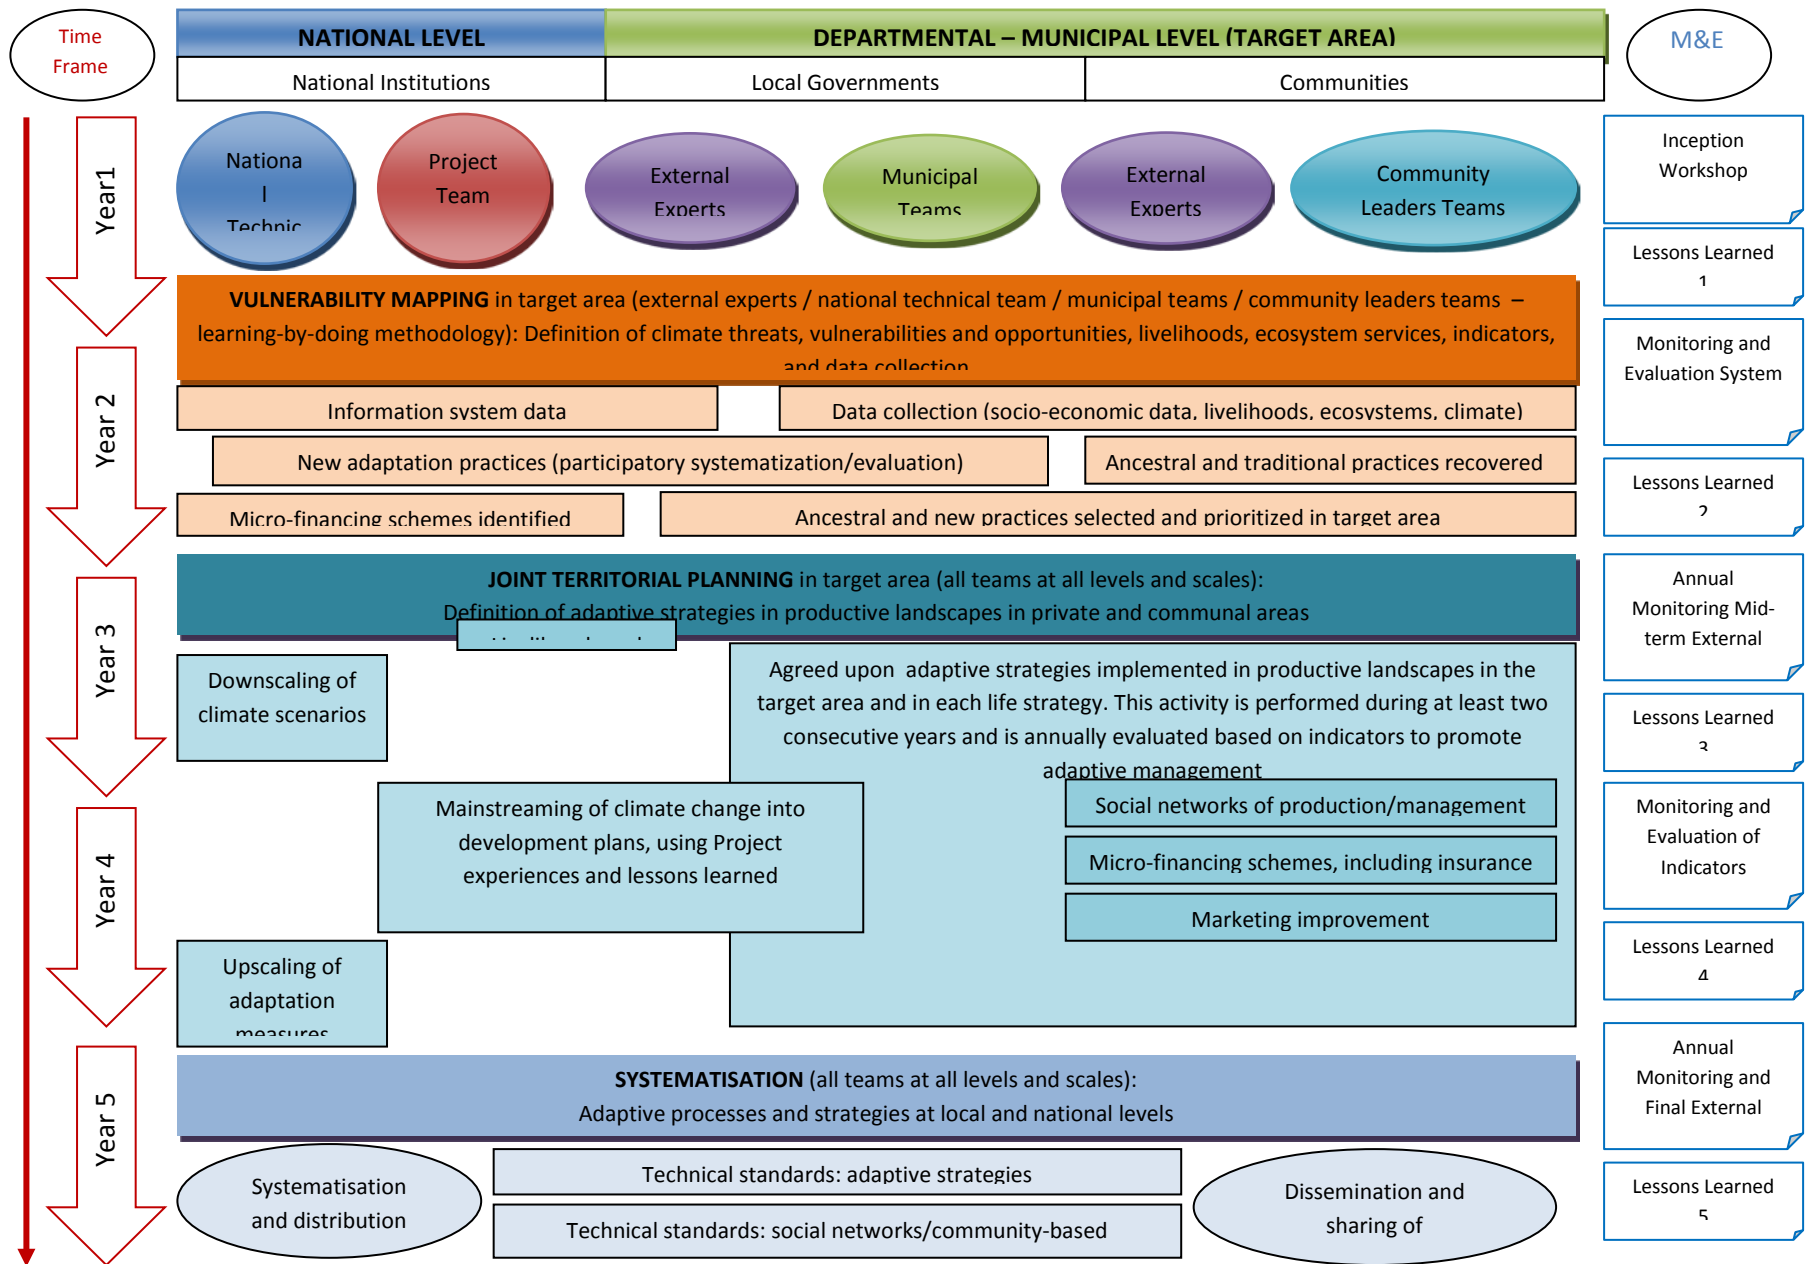 Time
Frame
NATIONAL LEVEL
DEPARTMENTAL – MUNICIPAL LEVEL (TARGET AREA)
M&E
National Institutions
Local Governments
Communities
Year1
Nationa
l
Technic
Project
Team
External
Experts
Municipal
Teams
External
Experts
Community
Leaders Teams
Inception
Workshop
Lessons Learned
1
VULNERABILITY MAPPING in target area (external experts / national technical team / municipal teams / community leaders teams –
learning-by-doing methodology): Definition of climate threats, vulnerabilities and opportunities, livelihoods, ecosystem services, indicators,
and data collection
Year 2
Monitoring and
Evaluation System
Information system data
Data collection (socio-economic data, livelihoods, ecosystems, climate)
New adaptation practices (participatory systematization/evaluation)
Ancestral and traditional practices recovered
Lessons Learned
2
Micro-financing schemes identified
Ancestral and new practices selected and prioritized in target area
Year 3
JOINT TERRITORIAL PLANNING in target area (all teams at all levels and scales):
Definition of adaptive strategies in productive landscapes in private and communal areas
Annual
Monitoring Mid-
term External
Downscaling of
climate scenarios
Agreed upon adaptive strategies implemented in productive landscapes in the
target area and in each life strategy. This activity is performed during at least two
consecutive years and is annually evaluated based on indicators to promote
adaptive management
Lessons Learned
3
Year 4
Mainstreaming of climate change into
development plans, using Project
experiences and lessons learned
Social networks of production/management
Micro-financing schemes, including insurance
Marketing improvement
Monitoring and
Evaluation of
Indicators
Upscaling of
adaptation
measures
Lessons Learned
4
Year 5
SYSTEMATISATION (all teams at all levels and scales):
Adaptive processes and strategies at local and national levels
Annual
Monitoring and
Final External
Systematisation
and distribution
Technical standards: adaptive strategies
Technical standards: social networks/community-based
Dissemination and
sharing of
Lessons Learned
5